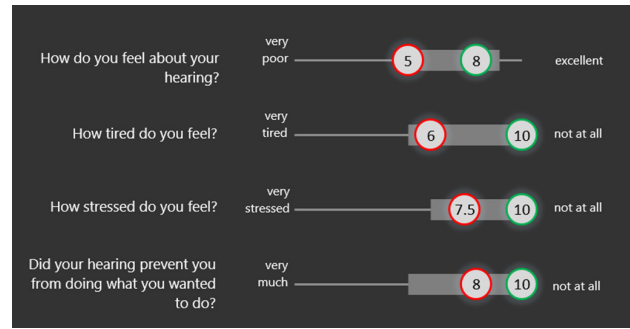 How do you feel about your
hearing?
very
poor
5
8
excellent
How tired do you feel?
very
tired
6
10
not at all
How stressed do you feel?
very
stressed
7.5
10
not at all
Did your hearing prevent you
from doing what you wanted
to do?
very
much
8
10
not at all